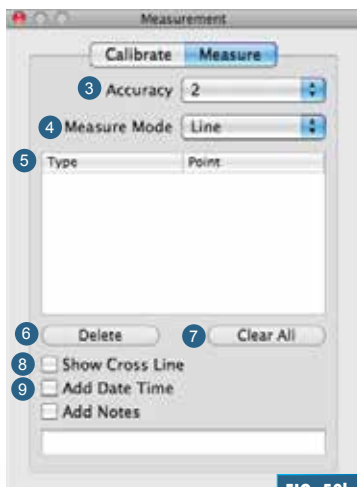 Measurement
Calibrate Measure
3 Accuracy 2
4 Measure Mode Line
5 Type Point
6 Delete 7 Clear All
8 Show Cross Line
9 Add Date Time
Add Notes